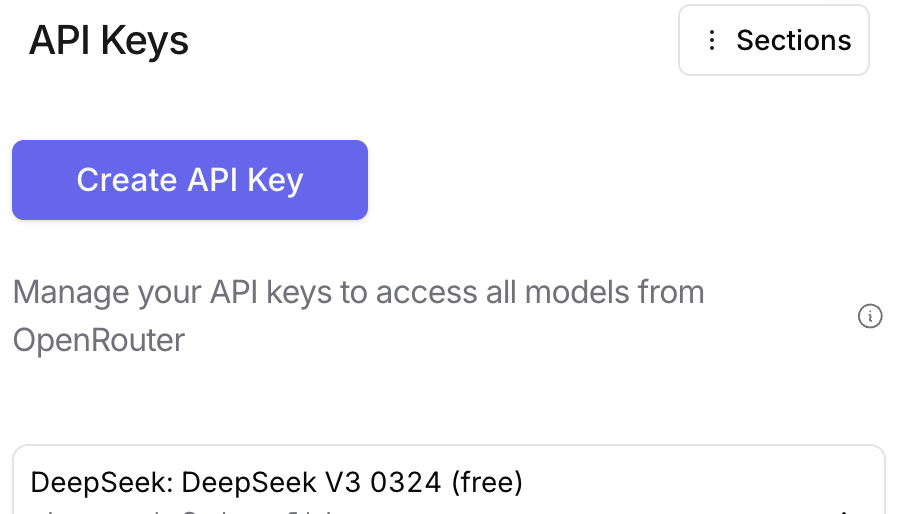 API Keys
Sections
Create API Key
Manage your API keys to access all models from
OpenRouter
DeepSeek: DeepSeek V3 0324 (free)